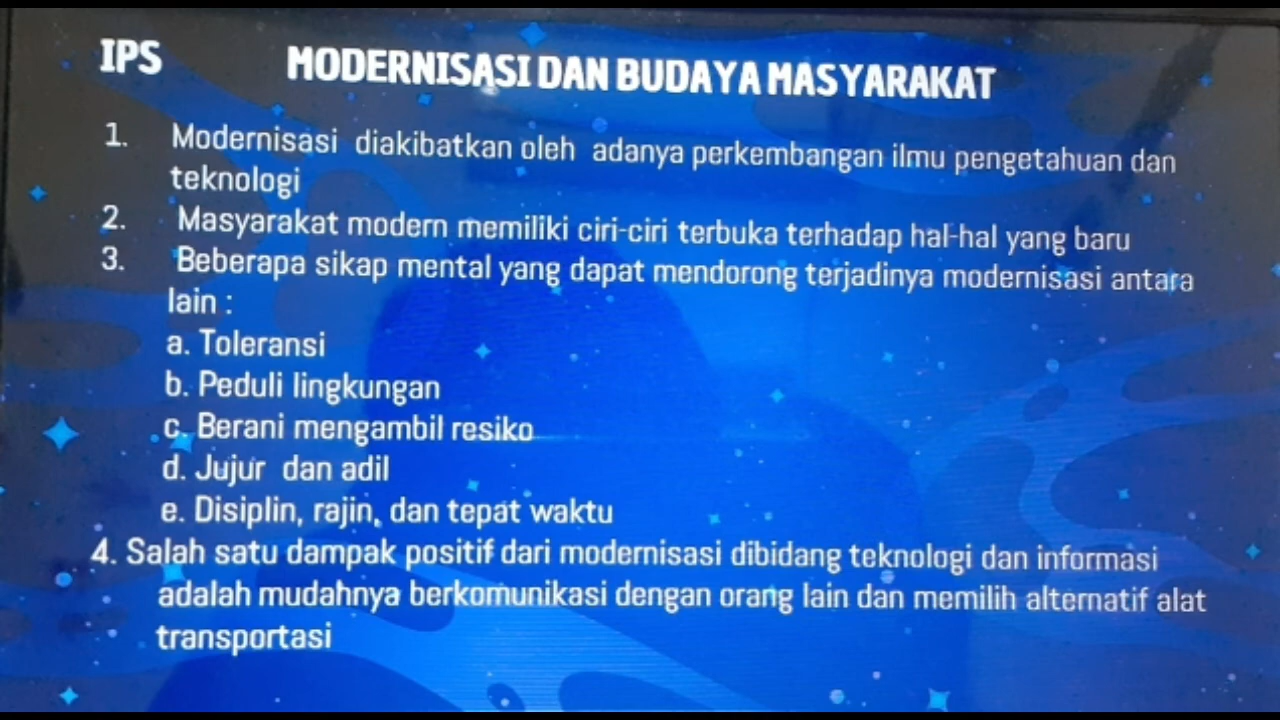 IPS MODERNISASI DAN BUDAYA MASYARAKAT
1. Modernisasi diakibatkan oleh adanya perkembangan ilmu pengetahuan dan
teknologi
2. Masyarakat modern memiliki ciri-ciri terbuka terhadap hal-hal yang baru
3. Beberapa sikap mental yang dapat mendorong terjadinya modernisasi antara
lain :
a. Toleransi
b. Peduli lingkungan
c. Berani mengambil resiko
d. Jujur dan adil
e. Disiplin, rajin, dan tepat waktu
4. Salah satu dampak positif dari modernisasi dibidang teknologi dan informasi
adalah mudahnya berkomunikasi dengan orang lain dan memilih alternatif alat
transportasi